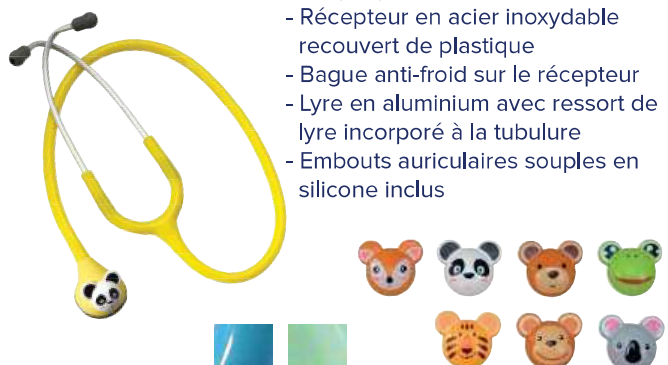 - Récepteur en acier inoxydable
recouvert de plastique
- Bague anti-froid sur le récepteur
- Lyre en aluminium avec ressort de
lyre incorporé à la tubulure
- Embouts auriculaires souples en
silicone inclus